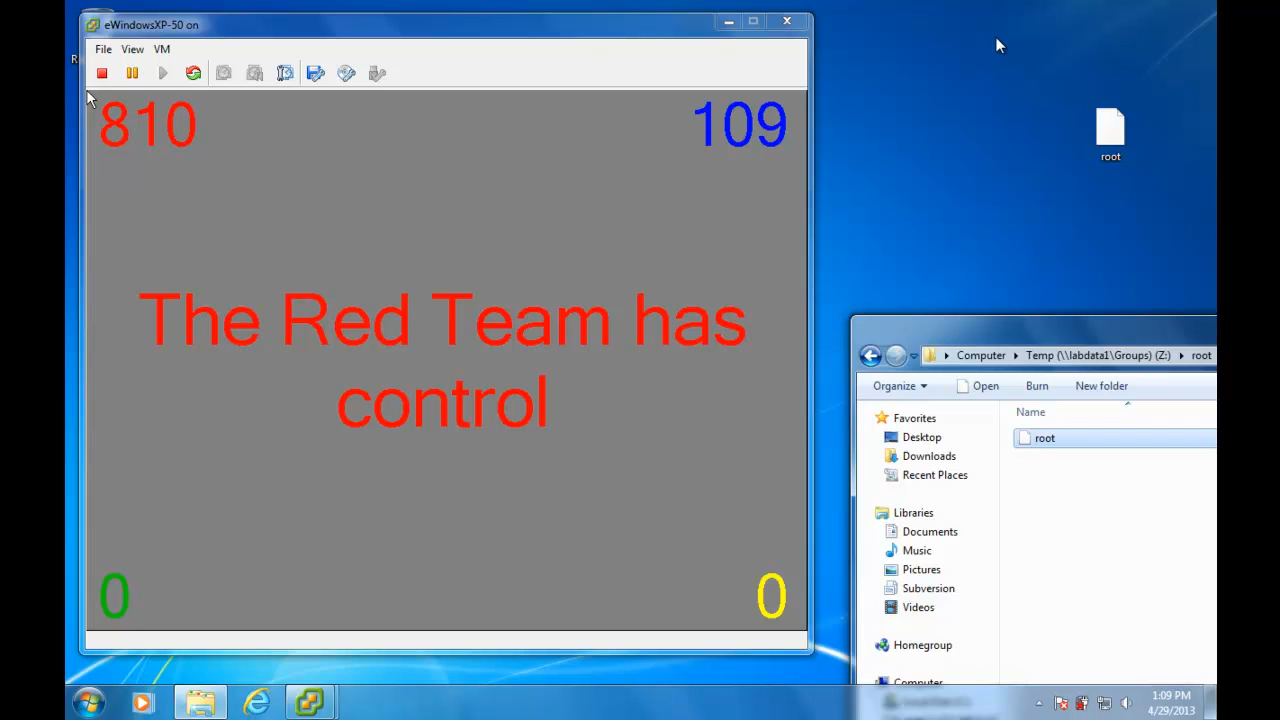 eWindowsXP-50 on
File View VM
810
109
The Red Team has
control
0
0
root
Computer Temp (\\labdata1\Groups) (Z:) root
Organize Open Burn New folder
Name
root
Favorites
Desktop
Downloads
Recent Places
Libraries
Documents
Music
Pictures
Subversion
Videos
Homegroup
Computer
1:09 PM
4/29/2013